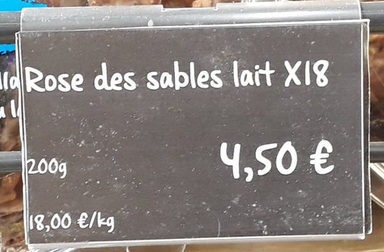 Rose des sables lait X18
4,50 €
200g
18,00 €/kg